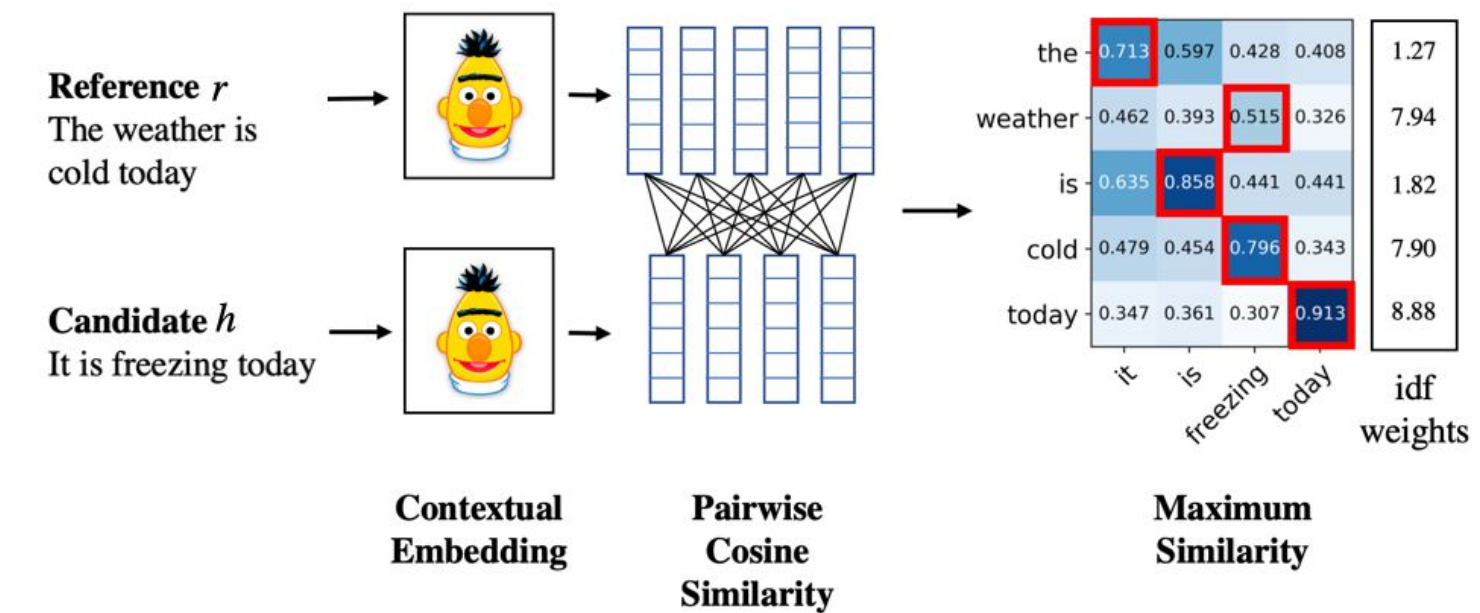 Reference r
The weather is
cold today
Candidate h
It is freezing today
Contextual
Embedding
Pairwise
Cosine
Similarity
the 0.713 0.597 0.428 0.408 1.27
weather 0.462 0.393 0.515 0.326 7.94
is 0.635 0.858 0.441 0.441 1.82
cold 0.479 0.454 0.796 0.343 7.90
today 0.347 0.361 0.307 0.913 8.88
it is freezing today
idf
weights
Maximum
Similarity